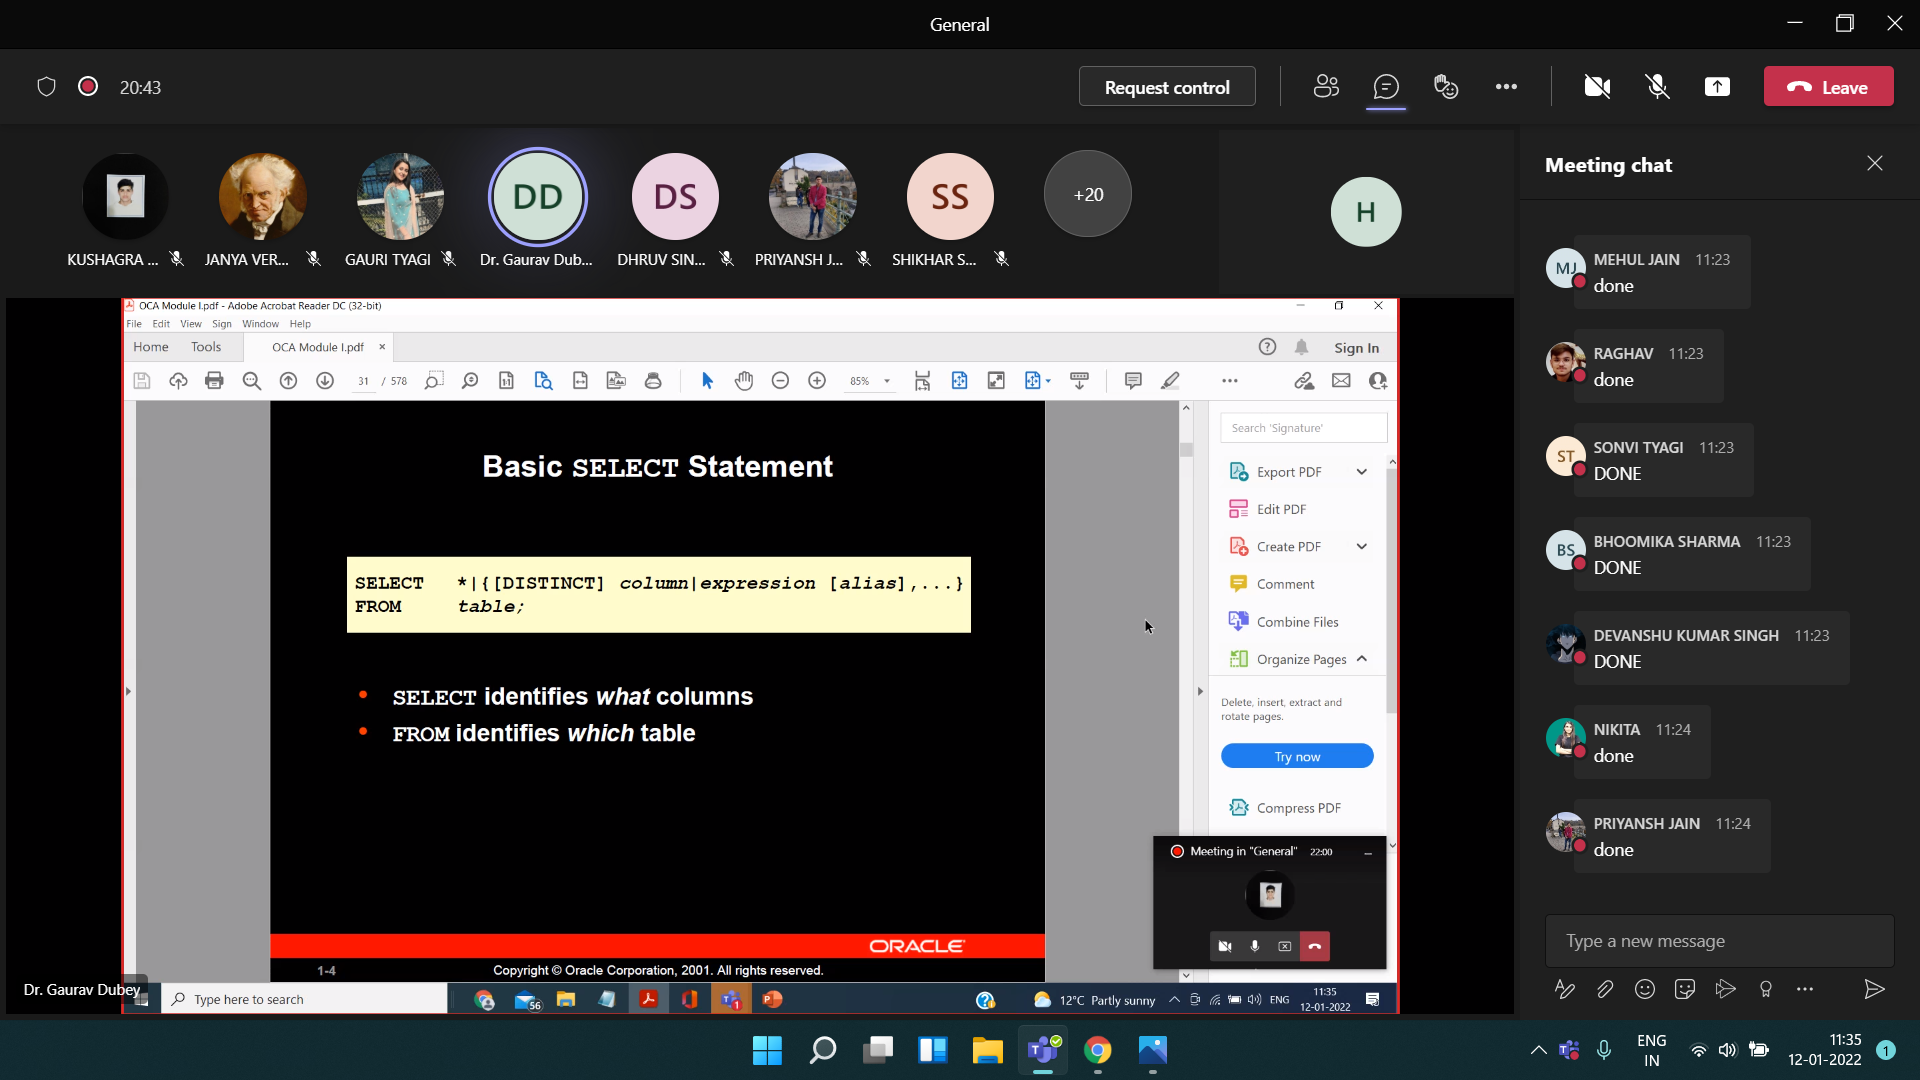 General
20:43
Request control
Leave
KUSHAGRA ...
JANYA VER...
GAURI TYAGI
DD
Dr. Gaurav Dub...
DS
DHRUV SIN...
PRIYANSH J...
SS
SHIKHAR S...
+20
H
OCA Module I.pdf - Adobe Acrobat Reader DC (32-bit)
File Edit View Sign Window Help
Home Tools OCA Module I.pdf × Sign In
31 / 578 85%
Basic SELECT Statement
SELECT *|{[DISTINCT] column|expression [alias],...}
FROM table;
• SELECT identifies what columns
• FROM identifies which table
ORACLE
1-4 Copyright © Oracle Corporation, 2001. All rights reserved.
Search 'Signature'
Export PDF
Edit PDF
Create PDF
Comment
Combine Files
Organize Pages
Delete, insert, extract and
rotate pages.
Try now
Compress PDF
Meeting in "General" 22:00
Dr. Gaurav Dubey
Type here to search
56
1
12°C Partly sunny
ENG
11:35
12-01-2022
Meeting chat
MJ
MEHUL JAIN 11:23
done
RAGHAV 11:23
done
ST
SONVI TYAGI 11:23
DONE
BS
BHOOMIKA SHARMA 11:23
DONE
DEVANSHU KUMAR SINGH 11:23
DONE
NIKITA 11:24
done
PRIYANSH JAIN 11:24
done
Type a new message
ENG
IN
11:35
12-01-2022
1